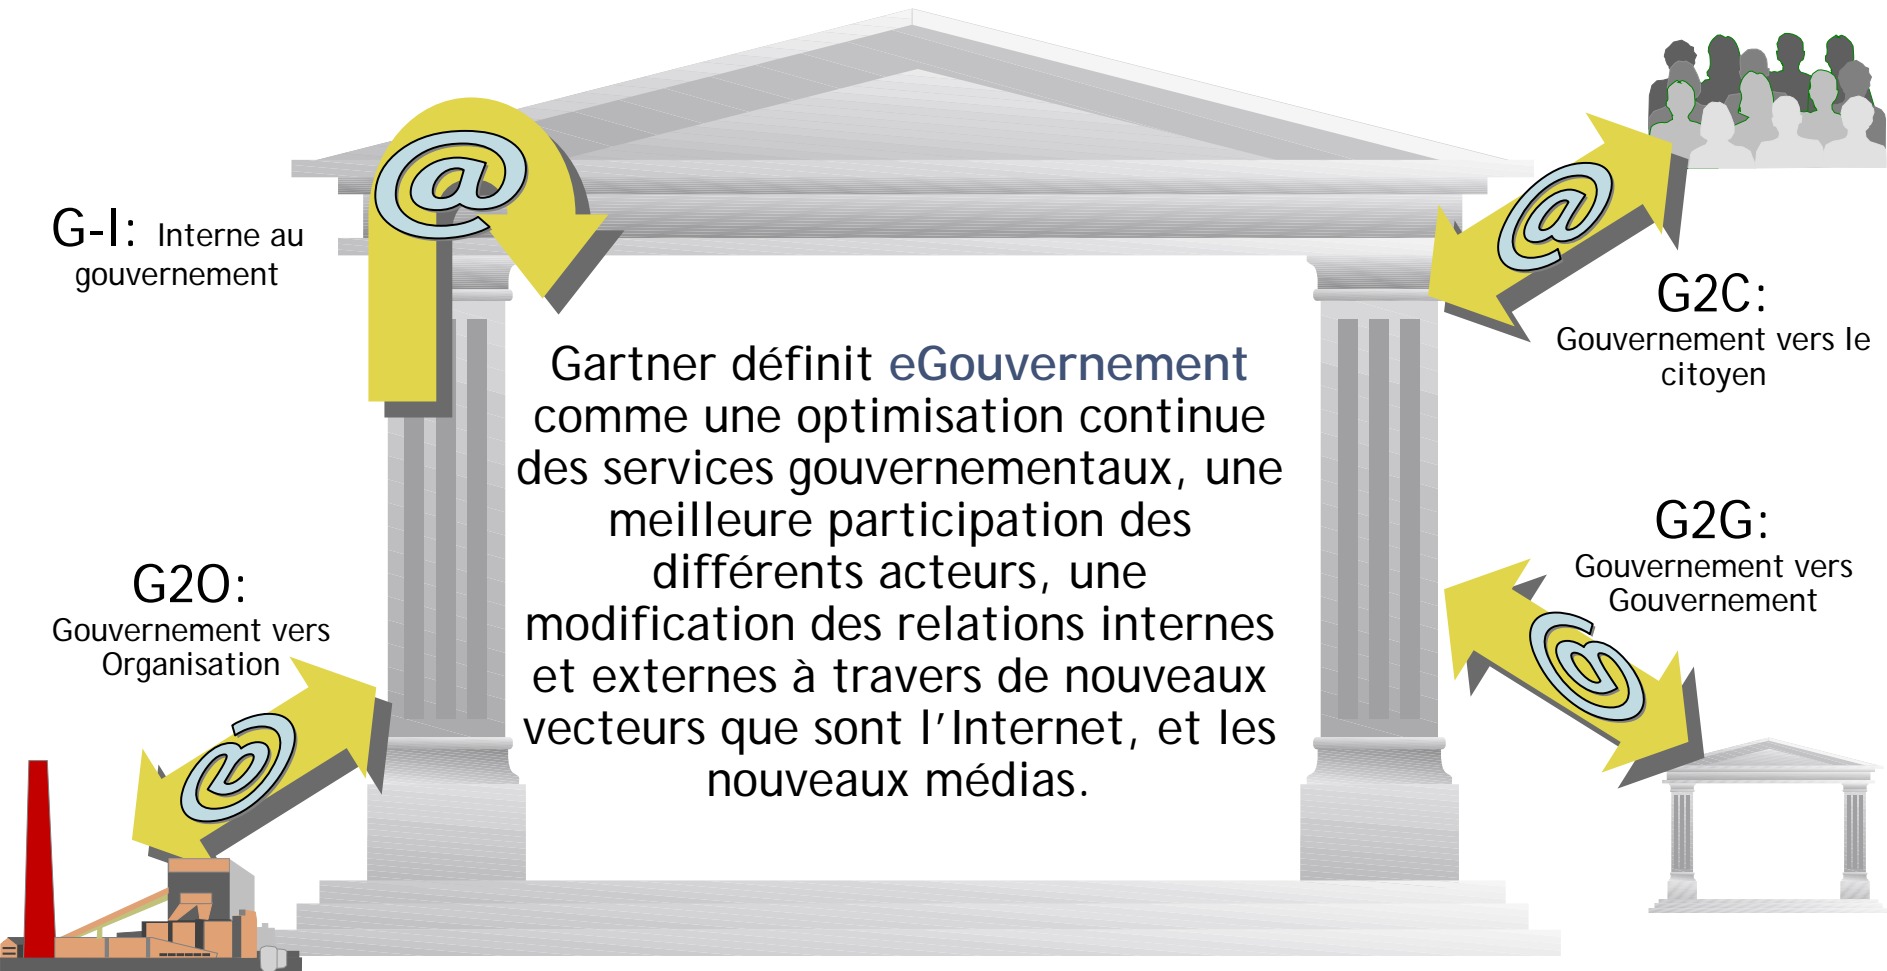 G-I: Interne au
gouvernement
G2C:
Gouvernement vers le
citoyen
Gartner définit eGouvernement
comme une optimisation continue
des services gouvernementaux, une
meilleure participation des
différents acteurs, une
modification des relations internes
et externes à travers de nouveaux
vecteurs que sont l’Internet, et les
nouveaux médias.
G2G:
Gouvernement vers
Gouvernement
G2O:
Gouvernement vers
Organisation
@
@
@
@